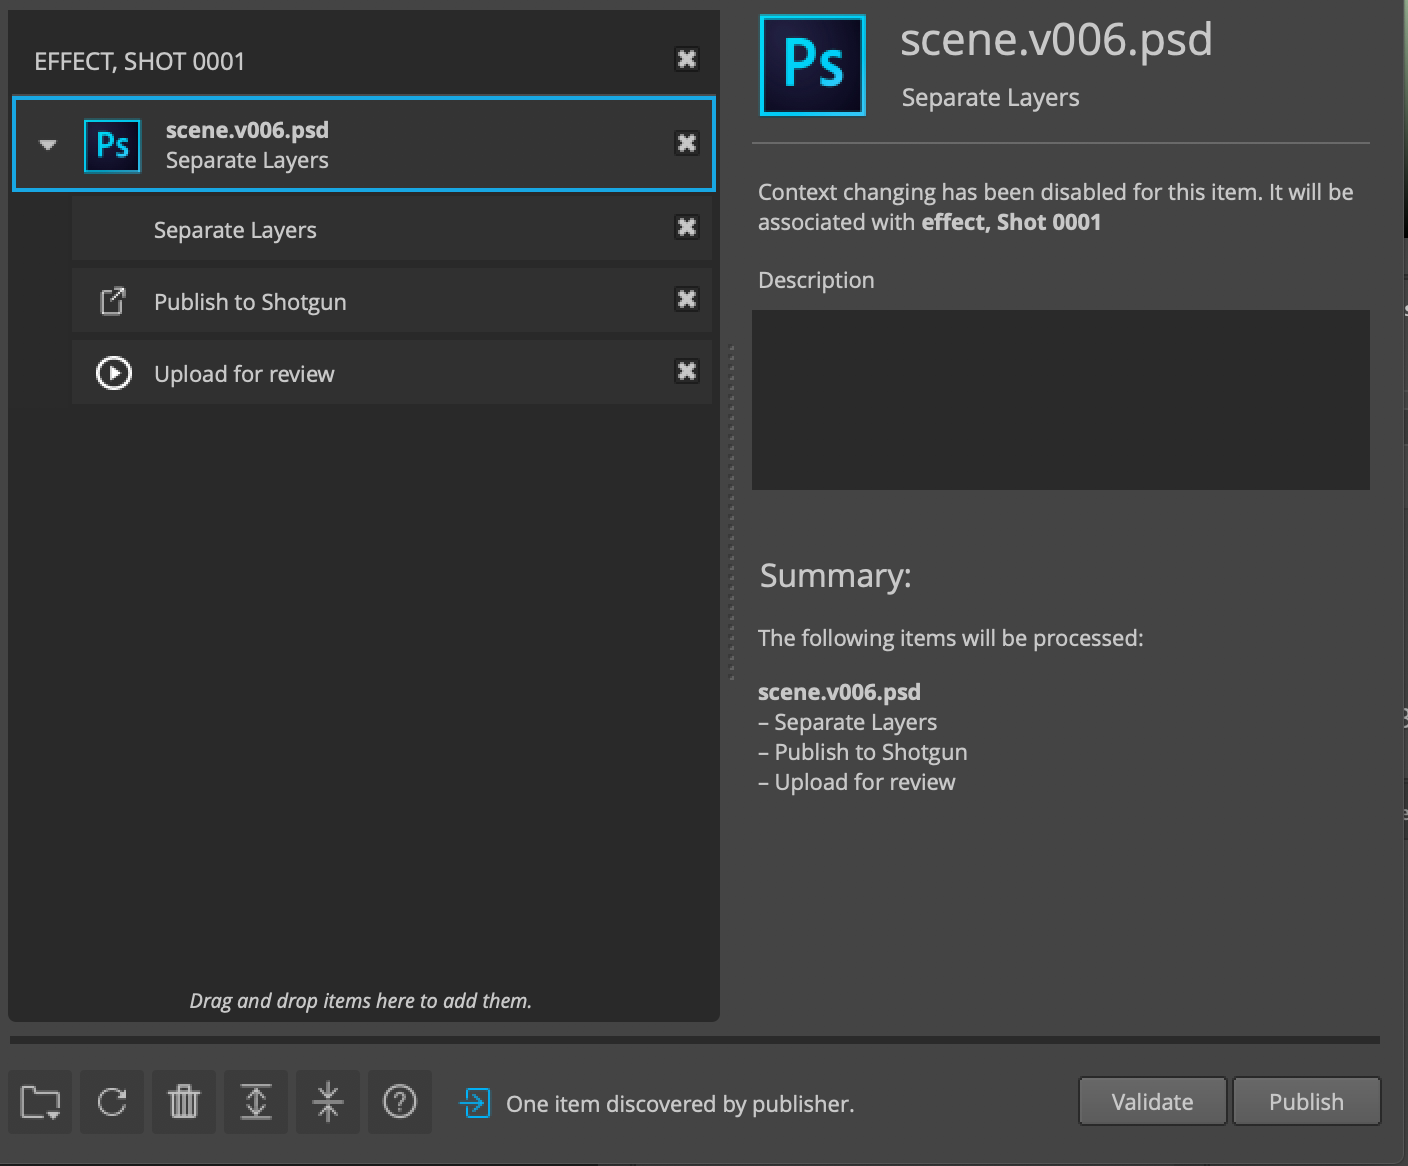 EFFECT, SHOT 0001
Ps
scene.v006.psd
Separate Layers
Separate Layers
Publish to Shotgun
Upload for review
Drag and drop items here to add them.
Ps
scene.v006.psd
Separate Layers
Context changing has been disabled for this item. It will be
associated with effect, Shot 0001
Description
Summary:
The following items will be processed:
scene.v006.psd
– Separate Layers
– Publish to Shotgun
– Upload for review
?
One item discovered by publisher.
Validate
Publish